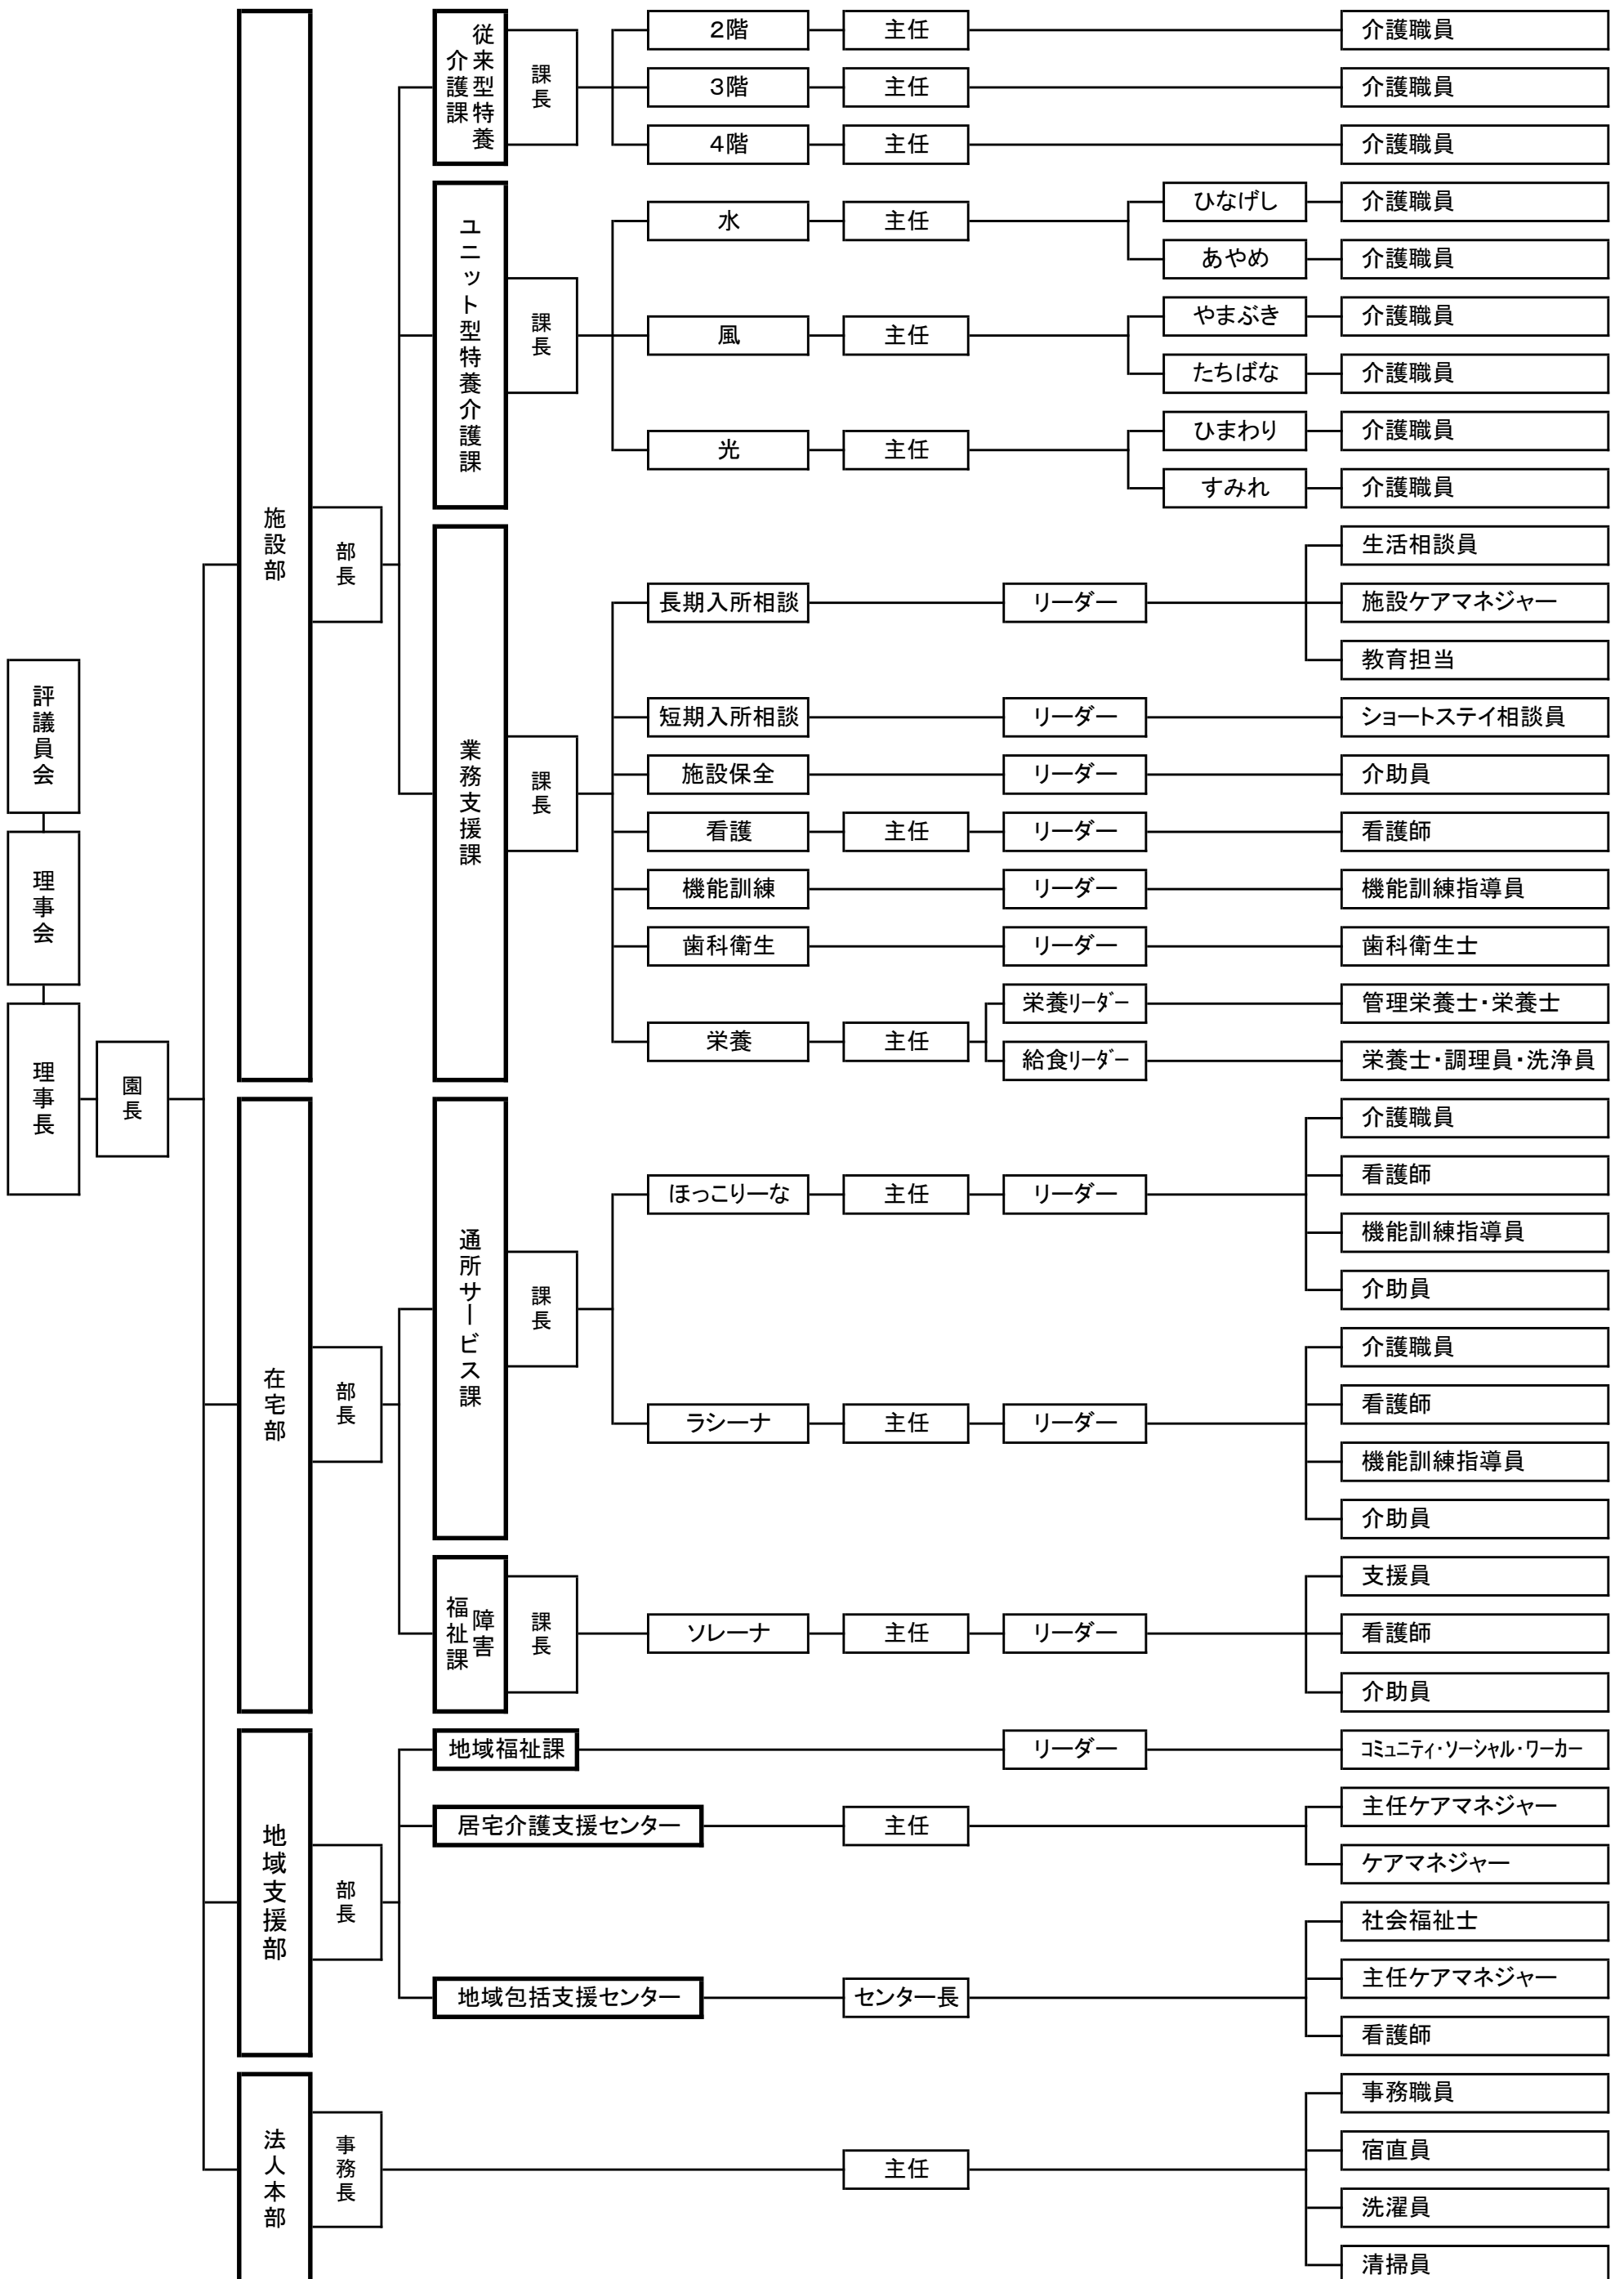 評議員会
理事会
理事長
園長
施設部
部長
従来型特養
介護課
課長
２階
主任
介護職員
３階
主任
介護職員
４階
主任
介護職員
ユニット型特養介護課
課長
水
主任
ひなげし
介護職員
あやめ
介護職員
風
主任
やまぶき
介護職員
たちばな
介護職員
光
主任
ひまわり
介護職員
すみれ
介護職員
業務支援課
課長
長期入所相談
リーダー
生活相談員
施設ケアマネジャー
教育担当
短期入所相談
リーダー
ショートステイ相談員
施設保全
リーダー
介助員
看護
主任
リーダー
看護師
機能訓練
リーダー
機能訓練指導員
歯科衛生
リーダー
歯科衛生士
栄養
主任
栄養ﾘｰﾀﾞｰ
管理栄養士・栄養士
給食ﾘｰﾀﾞｰ
栄養士・調理員・洗浄員
在宅部
部長
通所サービス課
課長
ほっこりーな
主任
リーダー
介護職員
看護師
機能訓練指導員
介助員
ラシーナ
主任
リーダー
介護職員
看護師
機能訓練指導員
介助員
障害
福祉課
課長
ソレーナ
主任
リーダー
支援員
看護師
介助員
地域支援部
部長
地域福祉課
リーダー
ｺﾐｭﾆﾃｨ・ｿｰｼｬﾙ・ﾜｰｶｰ
居宅介護支援センター
主任
主任ケアマネジャー
ケアマネジャー
地域包括支援センター
センター長
社会福祉士
主任ケアマネジャー
看護師
法人本部
事務長
主任
事務職員
宿直員
洗濯員
清掃員